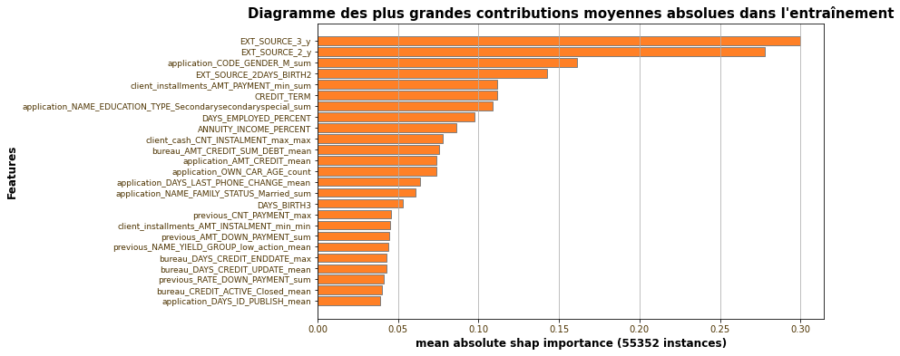 Diagramme des plus grandes contributions moyennes absolues dans l'entraînement
EXT_SOURCE_3_y
EXT_SOURCE_2_y
application_CODE_GENDER_M_sum
EXT_SOURCE_2DAYS_BIRTH2
client_installments_AMT_PAYMENT_min_sum
CREDIT_TERM
application_NAME_EDUCATION_TYPE_Secondarysecondaryspecial_sum
DAYS_EMPLOYED_PERCENT
ANNUITY_INCOME_PERCENT
client_cash_CNT_INSTALMENT_max_max
bureau_AMT_CREDIT_SUM_DEBT_mean
application_AMT_CREDIT_mean
application_OWN_CAR_AGE_count
application_DAYS_LAST_PHONE_CHANGE_mean
application_NAME_FAMILY_STATUS_Married_sum
DAYS_BIRTH3
previous_CNT_PAYMENT_max
client_installments_AMT_INSTALMENT_min_min
previous_AMT_DOWN_PAYMENT_sum
previous_NAME_YIELD_GROUP_low_action_mean
bureau_DAYS_CREDIT_ENDDATE_max
bureau_DAYS_CREDIT_UPDATE_mean
previous_RATE_DOWN_PAYMENT_sum
bureau_CREDIT_ACTIVE_Closed_mean
application_DAYS_ID_PUBLISH_mean
Features
0.00 0.05 0.10 0.15 0.20 0.25 0.30
mean absolute shap importance (55352 instances)